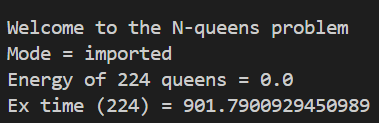 Welcome to the N-queens problem
Mode = imported
Energy of 224 queens = 0.0
Ex time (224) = 901.7900929450989